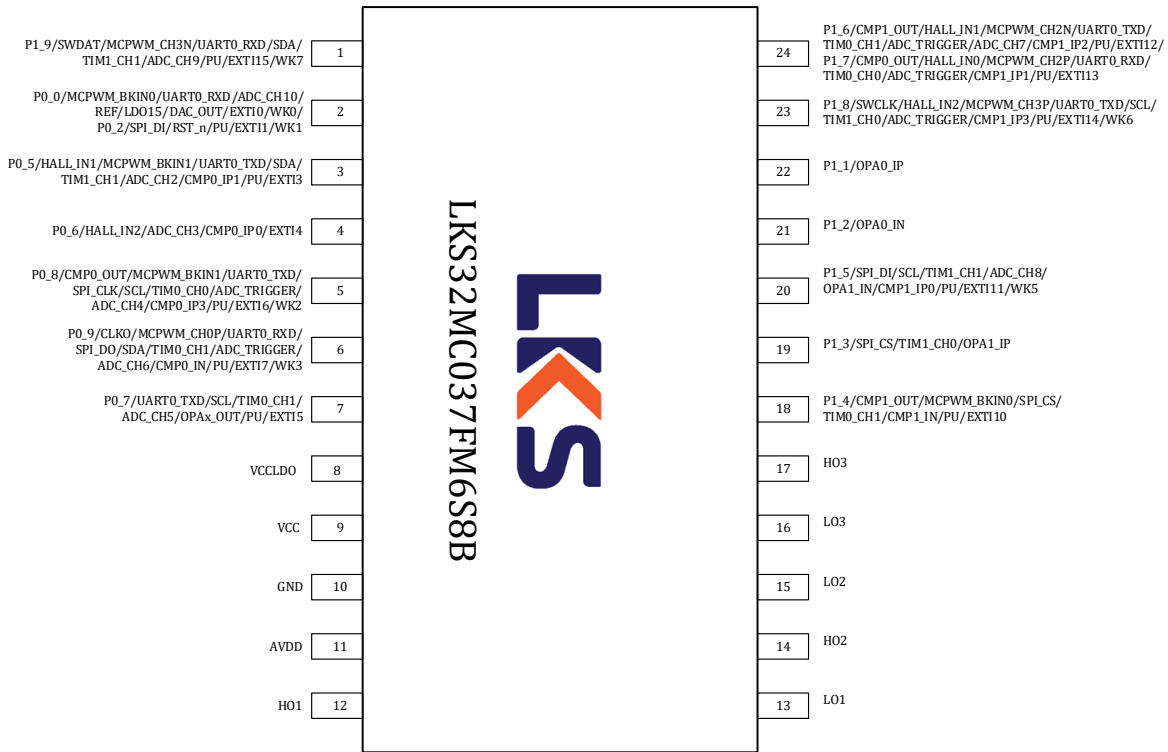 P1_9/SWDAT/MCPWM_CH3N/UART0_RXD/SDA/
TIM1_CH1/ADC_CH9/PU/EXTI15/WK7
1
P0_0/MCPWM_BKIN0/UART0_RXD/ADC_CH10/
REF/LDO15/DAC_OUT/EXTI0/WK0/
P0_2/SPI_DI/RST_n/PU/EXTI1/WK1
2
P0_5/HALL_IN1/MCPWM_BKIN1/UART0_TXD/SDA/
TIM1_CH1/ADC_CH2/CMP0_IP1/PU/EXTI3
3
P0_6/HALL_IN2/ADC_CH3/CMP0_IP0/EXTI4
4
P0_8/CMP0_OUT/MCPWM_BKIN1/UART0_TXD/
SPI_CLK/SCL/TIM0_CH0/ADC_TRIGGER/
ADC_CH4/CMP0_IP3/PU/EXTI6/WK2
5
P0_9/CLKO/MCPWM_CH0P/UART0_RXD/
SPI_DO/SDA/TIM0_CH1/ADC_TRIGGER/
ADC_CH6/CMP0_IN/PU/EXTI7/WK3
6
P0_7/UART0_TXD/SCL/TIM0_CH1/
ADC_CH5/OPAx_OUT/PU/EXTI5
7
VCCLDO
8
VCC
9
GND
10
AVDD
11
HO1
12
LKS32MC037FM6S8B
LKS
24
P1_6/CMP1_OUT/HALL_IN1/MCPWM_CH2N/UART0_TXD/
TIM0_CH1/ADC_TRIGGER/ADC_CH7/CMP1_IP2/PU/EXTI12/
P1_7/CMP0_OUT/HALL_IN0/MCPWM_CH2P/UART0_RXD/
TIM0_CH0/ADC_TRIGGER/CMP1_IP1/PU/EXTI13
23
P1_8/SWCLK/HALL_IN2/MCPWM_CH3P/UART0_TXD/SCL/
TIM1_CH0/ADC_TRIGGER/CMP1_IP3/PU/EXTI14/WK6
22
P1_1/OPA0_IP
21
P1_2/OPA0_IN
20
P1_5/SPI_DI/SCL/TIM1_CH1/ADC_CH8/
OPA1_IN/CMP1_IP0/PU/EXTI11/WK5
19
P1_3/SPI_CS/TIM1_CH0/OPA1_IP
18
P1_4/CMP1_OUT/MCPWM_BKIN0/SPI_CS/
TIM0_CH1/CMP1_IN/PU/EXTI10
17
HO3
16
LO3
15
LO2
14
HO2
13
LO1